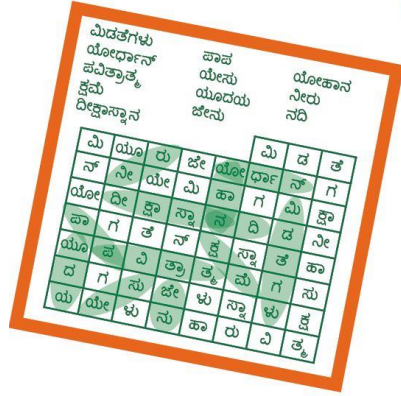 ಮಿಡತೆಗಳು ಪಾಪ ಯೋಹಾನ
ಯೋರ್ಧಾನ್ ಯೇಸು ನೀರು
ಪವಿತ್ರಾತ್ಮ ಯೂದಯ ನದಿ
ಕ್ಷಮೆ ಜೇನು
ದೀಕ್ಷಾಸ್ನಾನ
ಮಿ ಡ ತೆ
ಮಿ ಯೂ ರು ಜೇ ಯೋ ರ್ಧಾ ನ್ ಗ
ನ್ ನೀ ಯೇ ಮಿ ಹಾ ಗ ಮಿ ಕ್ಷಾ
ಯೋ ದೀ ಕ್ಷಾ ಸ್ನಾ ನ ದಿ ಡ ನೀ
ಪಾ ಗ ತೆ ನ್ ಕ್ಷ ಸ್ನಾ ತೆ ಹಾ
ಯೂ ಪ ವಿ ತ್ರಾ ತ್ಮ ಮೆ ಗ ಸು
ದ ಗ ಸು ಜೇ ಳು ಸ್ನಾ ಳು ಕ್ಷ
ಯ ಯೇ ಳು ನು ಹಾ ರು ವಿ ತ್ಮ